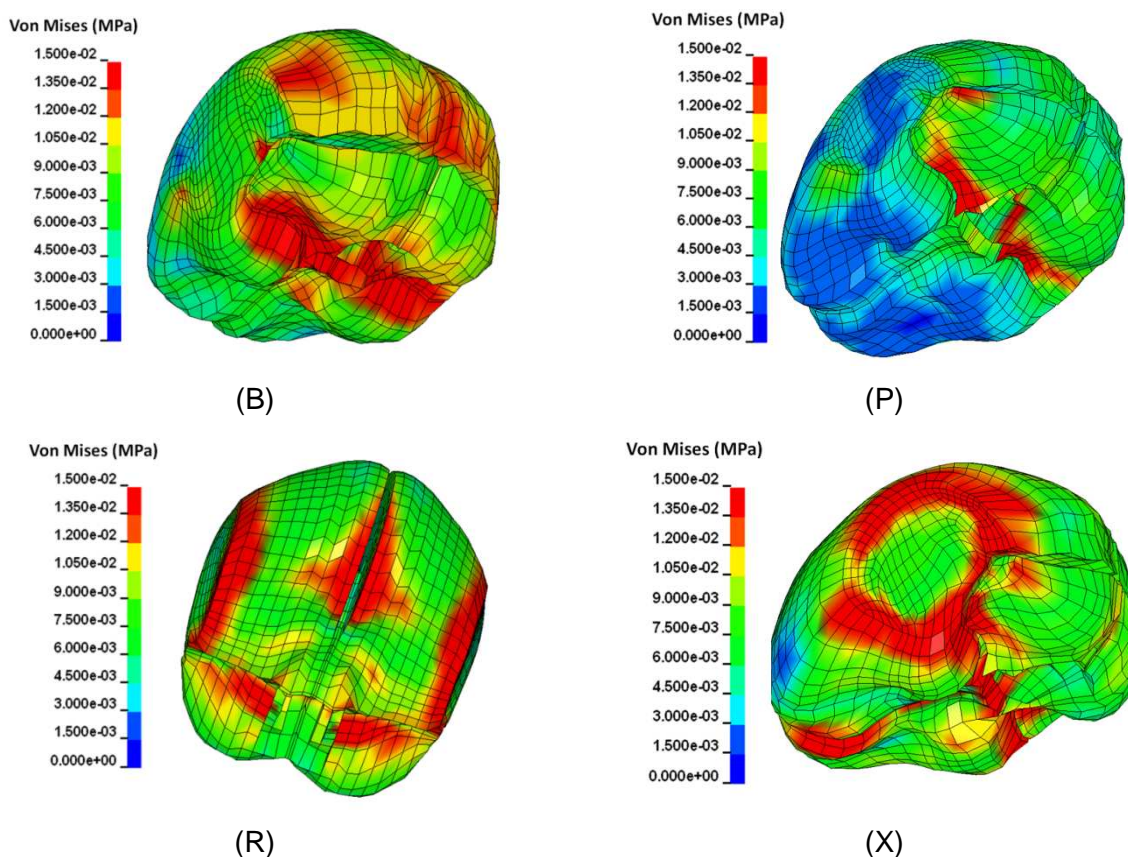 Von Mises (MPa)
1.500e-02
1.350e-02
1.200e-02
1.050e-02
9.000e-03
7.500e-03
6.000e-03
4.500e-03
3.000e-03
1.500e-03
0.000e+00
(B)
Von Mises (MPa)
1.500e-02
1.350e-02
1.200e-02
1.050e-02
9.000e-03
7.500e-03
6.000e-03
4.500e-03
3.000e-03
1.500e-03
0.000e+00
(P)
Von Mises (MPa)
1.500e-02
1.350e-02
1.200e-02
1.050e-02
9.000e-03
7.500e-03
6.000e-03
4.500e-03
3.000e-03
1.500e-03
0.000e+00
(R)
Von Mises (MPa)
1.500e-02
1.350e-02
1.200e-02
1.050e-02
9.000e-03
7.500e-03
6.000e-03
4.500e-03
3.000e-03
1.500e-03
0.000e+00
(X)